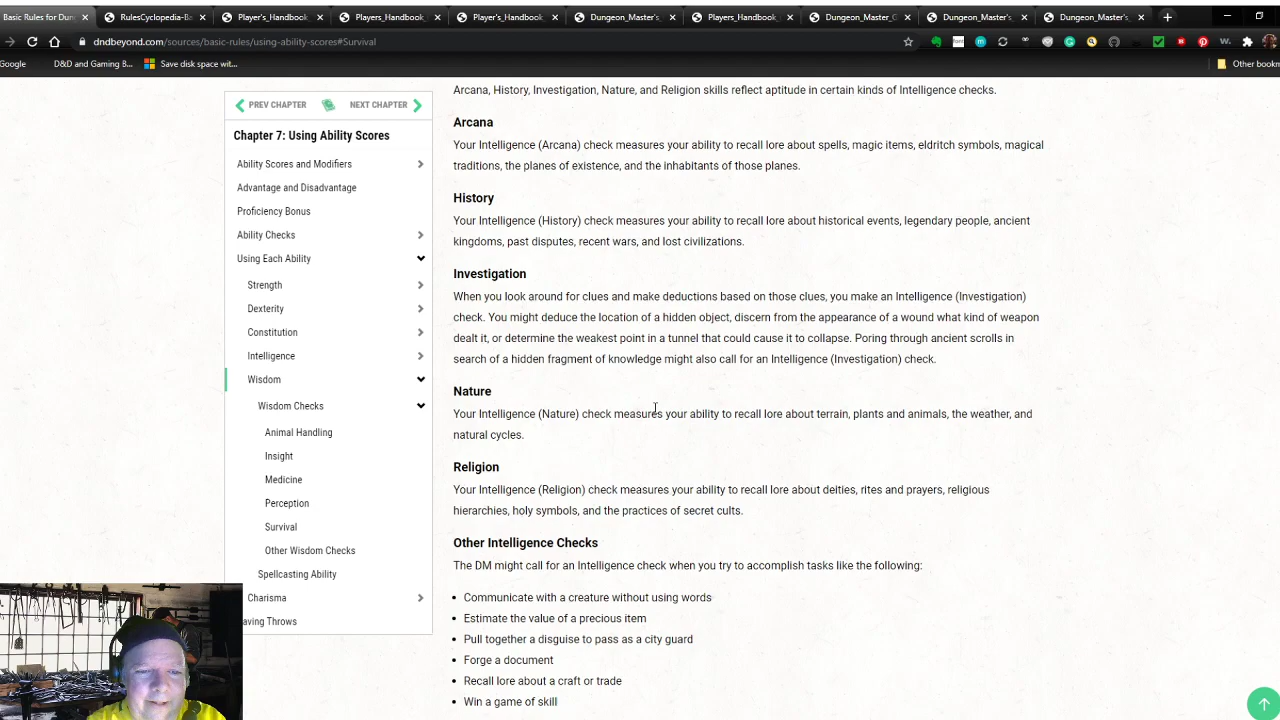 Basic Rules for Dun
RulesCyclopedia-Ba
Player's_Handbook_
Players_Handbook_
Player's_Handbook_
Dungeon_Master's_
Players_Handbook_
Dungeon_Master_G
Dungeon_Master's_
Dungeon_Master's_
dndbeyond.com/sources/basic-rules/using-ability-scores#Survival
Google
D&D and Gaming B...
Save disk space wit...
Other bookm
PREV CHAPTER
NEXT CHAPTER
Chapter 7: Using Ability Scores
Ability Scores and Modifiers
Advantage and Disadvantage
Proficiency Bonus
Ability Checks
Using Each Ability
Strength
Dexterity
Constitution
Intelligence
Wisdom
Wisdom Checks
Animal Handling
Insight
Medicine
Perception
Survival
Other Wisdom Checks
Spellcasting Ability
Charisma
aving Throws
Arcana, History, Investigation, Nature, and Religion skills reflect aptitude in certain kinds of Intelligence checks.
Arcana
Your Intelligence (Arcana) check measures your ability to recall lore about spells, magic items, eldritch symbols, magical
traditions, the planes of existence, and the inhabitants of those planes.
History
Your Intelligence (History) check measures your ability to recall lore about historical events, legendary people, ancient
kingdoms, past disputes, recent wars, and lost civilizations.
Investigation
When you look around for clues and make deductions based on those clues, you make an Intelligence (Investigation)
check. You might deduce the location of a hidden object, discern from the appearance of a wound what kind of weapon
dealt it, or determine the weakest point in a tunnel that could cause it to collapse. Poring through ancient scrolls in
search of a hidden fragment of knowledge might also call for an Intelligence (Investigation) check.
Nature
Your Intelligence (Nature) check measures your ability to recall lore about terrain, plants and animals, the weather, and
natural cycles.
Religion
Your Intelligence (Religion) check measures your ability to recall lore about deities, rites and prayers, religious
hierarchies, holy symbols, and the practices of secret cults.
Other Intelligence Checks
The DM might call for an Intelligence check when you try to accomplish tasks like the following:
• Communicate with a creature without using words
• Estimate the value of a precious item
• Pull together a disguise to pass as a city guard
• Forge a document
• Recall lore about a craft or trade
• Win a game of skill